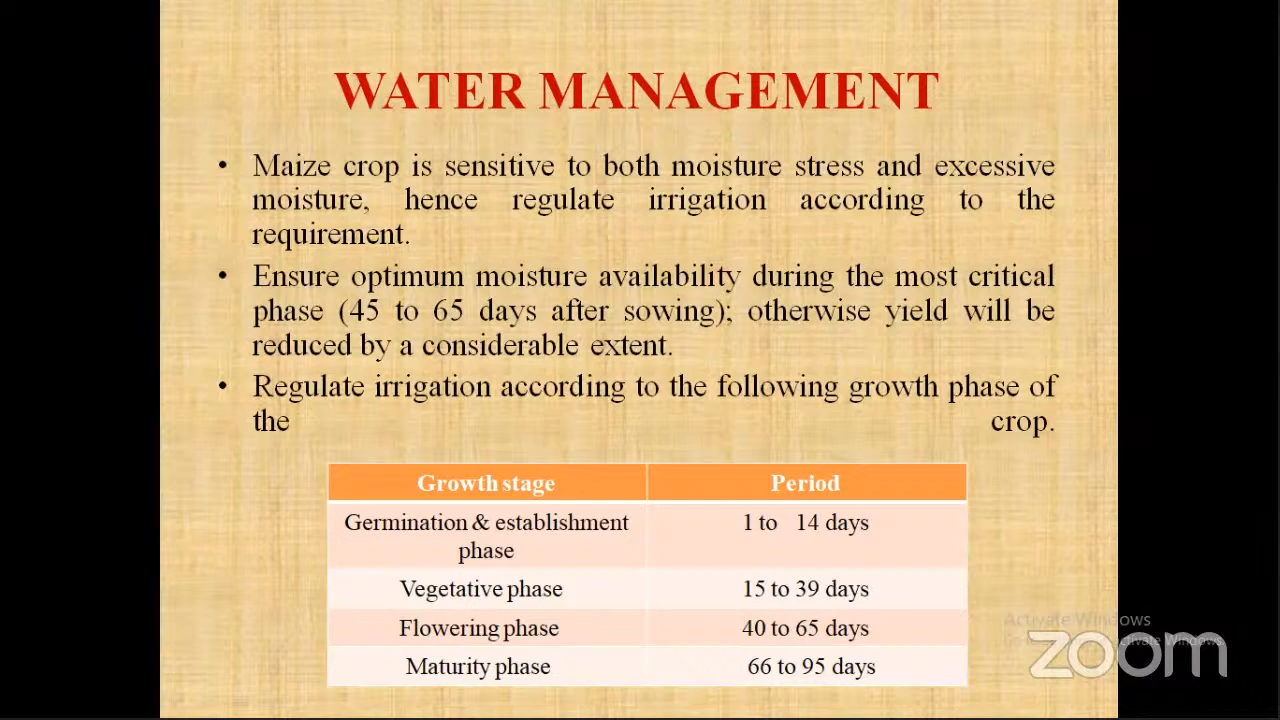 WATER MANAGEMENT
• Maize crop is sensitive to both moisture stress and excessive
moisture, hence regulate irrigation according to the
requirement.
• Ensure optimum moisture availability during the most critical
phase (45 to 65 days after sowing); otherwise yield will be
reduced by a considerable extent.
• Regulate irrigation according to the following growth phase of
the crop.
Growth stage Period
Germination & establishment 1 to 14 days
phase
Vegetative phase 15 to 39 days
Flowering phase 40 to 65 days
Maturity phase 66 to 95 days
Activate Windows
Activate Windows.
zoom